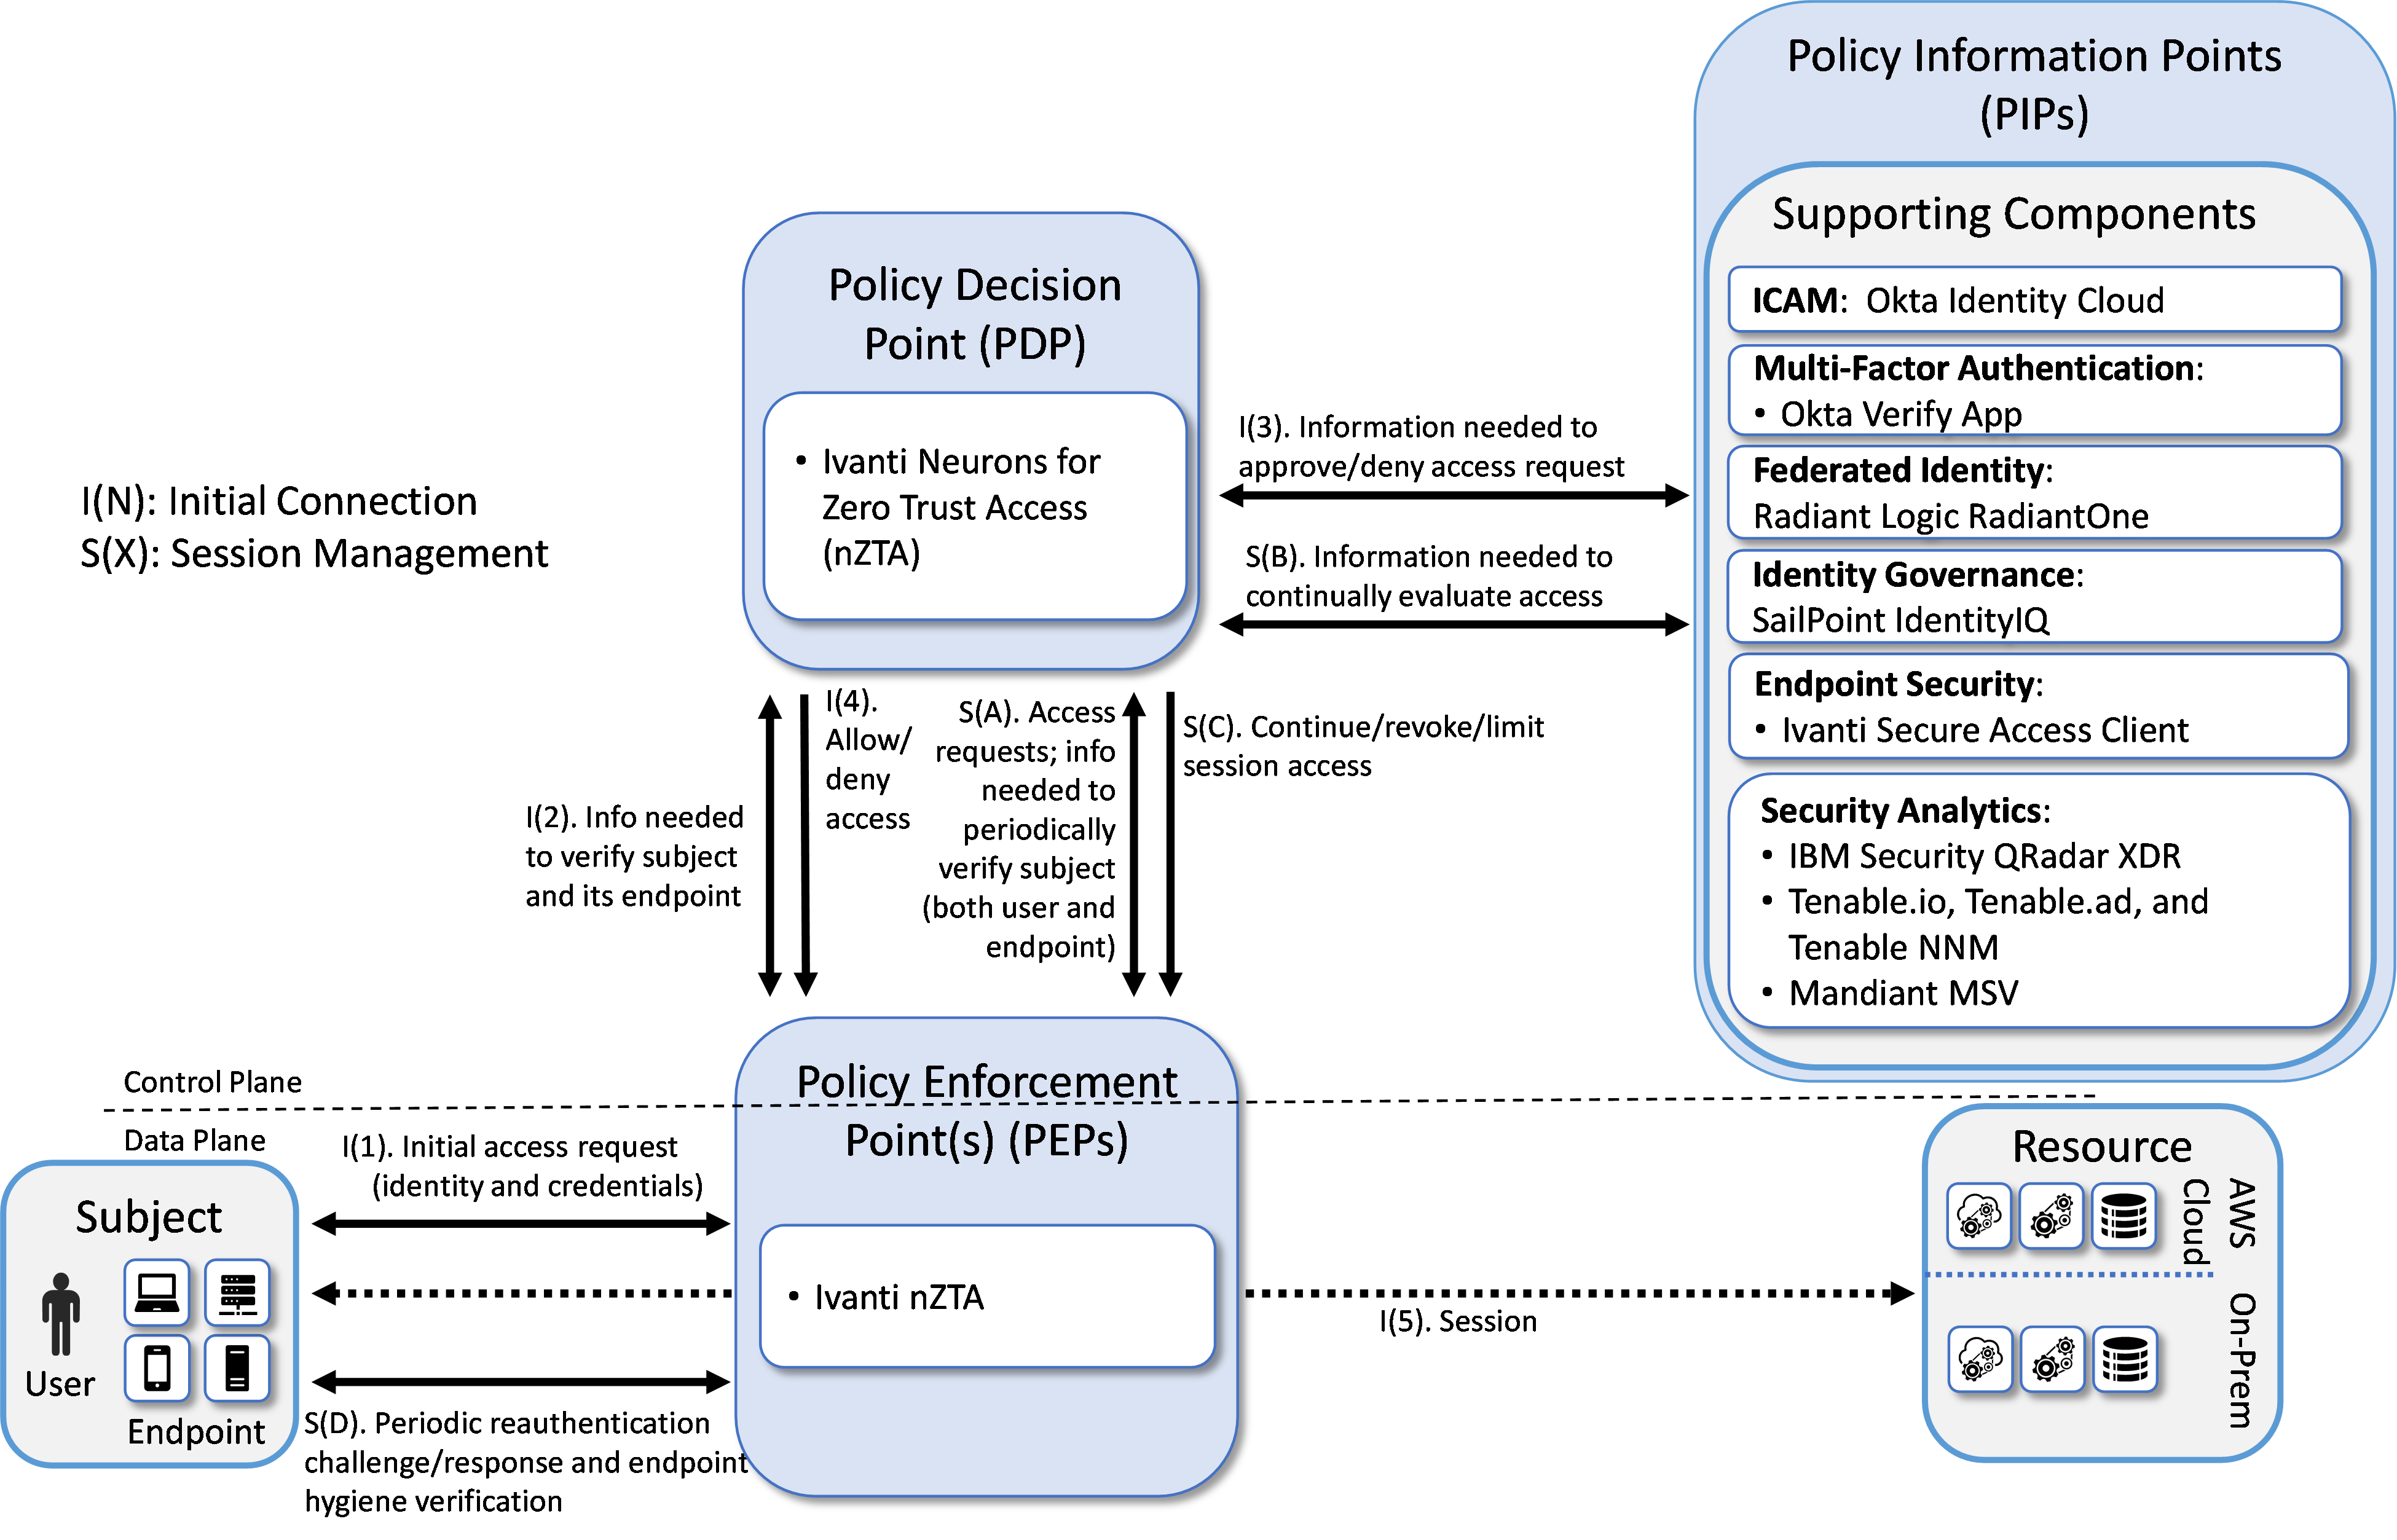 Policy Information Points
(PIPs)
Supporting Components
ICAM: Okta Identity Cloud
Multi-Factor Authentication:
• Okta Verify App
Federated Identity:
Radiant Logic RadiantOne
Identity Governance:
SailPoint IdentityIQ
Endpoint Security:
• Ivanti Secure Access Client
Security Analytics:
• IBM Security QRadar XDR
• Tenable.io, Tenable.ad, and
Tenable NNM
• Mandiant MSV
Policy Decision
Point (PDP)
• Ivanti Neurons for
Zero Trust Access
(nZTA)
I(N): Initial Connection
S(X): Session Management
I(3). Information needed to
approve/deny access request
S(B). Information needed to
continually evaluate access
I(2). Info needed
to verify subject
and its endpoint
I(4).
Allow/
deny
access
S(A). Access
requests; info
needed to
periodically
verify subject
(both user and
endpoint)
S(C). Continue/revoke/limit
session access
Control Plane
Data Plane
Policy Enforcement
Point(s) (PEPs)
• Ivanti nZTA
I(1). Initial access request
(identity and credentials)
Subject
User
Endpoint
S(D). Periodic reauthentication
challenge/response and endpoint
hygiene verification
I(5). Session
Resource
AWS
Cloud
On-Prem